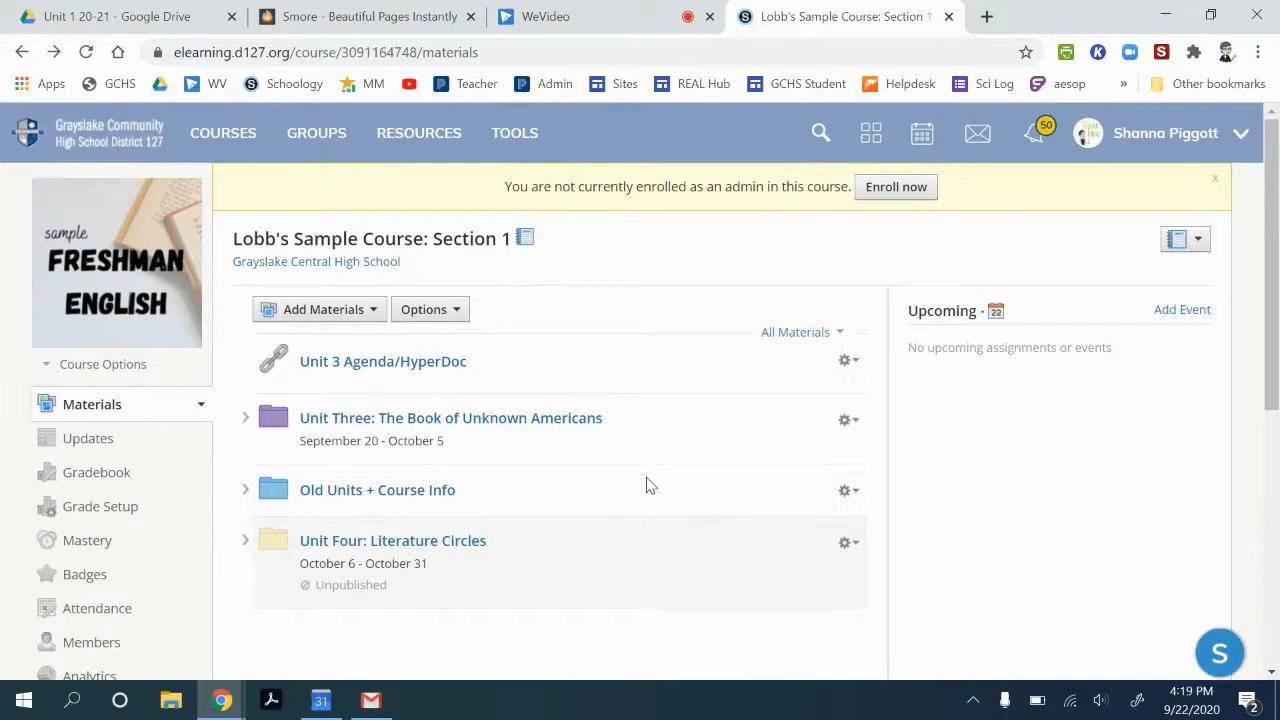 Unit 1 20-21 - Google Drive
Smore - Beautiful Pages Instantly
WeVideo
Lobb's Sample Course: Section 1
elearning.d127.org/course/3091164748/materials
Apps
GCHS
WV
Schoology
MM
Teacher
Admin
Sites
REAL Hub
GCHS Student
Helpdesk
Sci Log
aesop
»
Other bookmarks
Grayslake Community
High School District 127
COURSES
GROUPS
RESOURCES
TOOLS
50
Shanna Piggott
You are not currently enrolled as an admin in this course. Enroll now
x
sample
FRESHMAN
ENGLISH
Course Options
Materials
Updates
Gradebook
Grade Setup
Mastery
Badges
Attendance
Members
Analytics
Lobb's Sample Course: Section 1
Grayslake Central High School
Add Materials
Options
All Materials
Unit 3 Agenda/HyperDoc
Unit Three: The Book of Unknown Americans
September 20 - October 5
Old Units + Course Info
Unit Four: Literature Circles
October 6 - October 31
Unpublished
Upcoming · 22
Add Event
No upcoming assignments or events
S
31
4:19 PM
9/22/2020
2